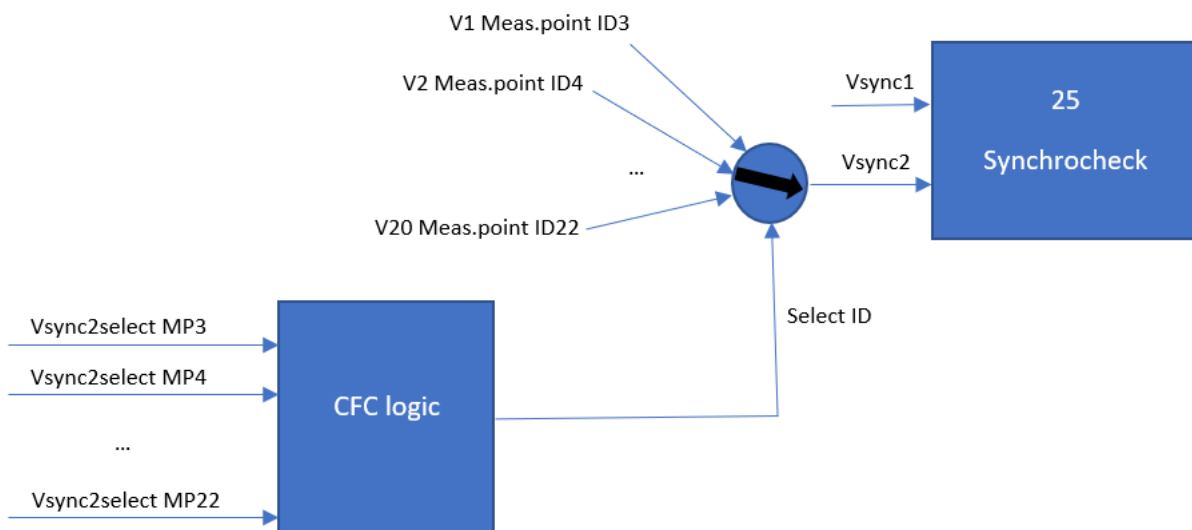 V1 Meas.point ID3
V2 Meas.point ID4
...
V20 Meas.point ID22
Vsync1
Vsync2
25
Synchrocheck
Select ID
Vsync2select MP3
Vsync2select MP4
...
Vsync2select MP22
CFC logic